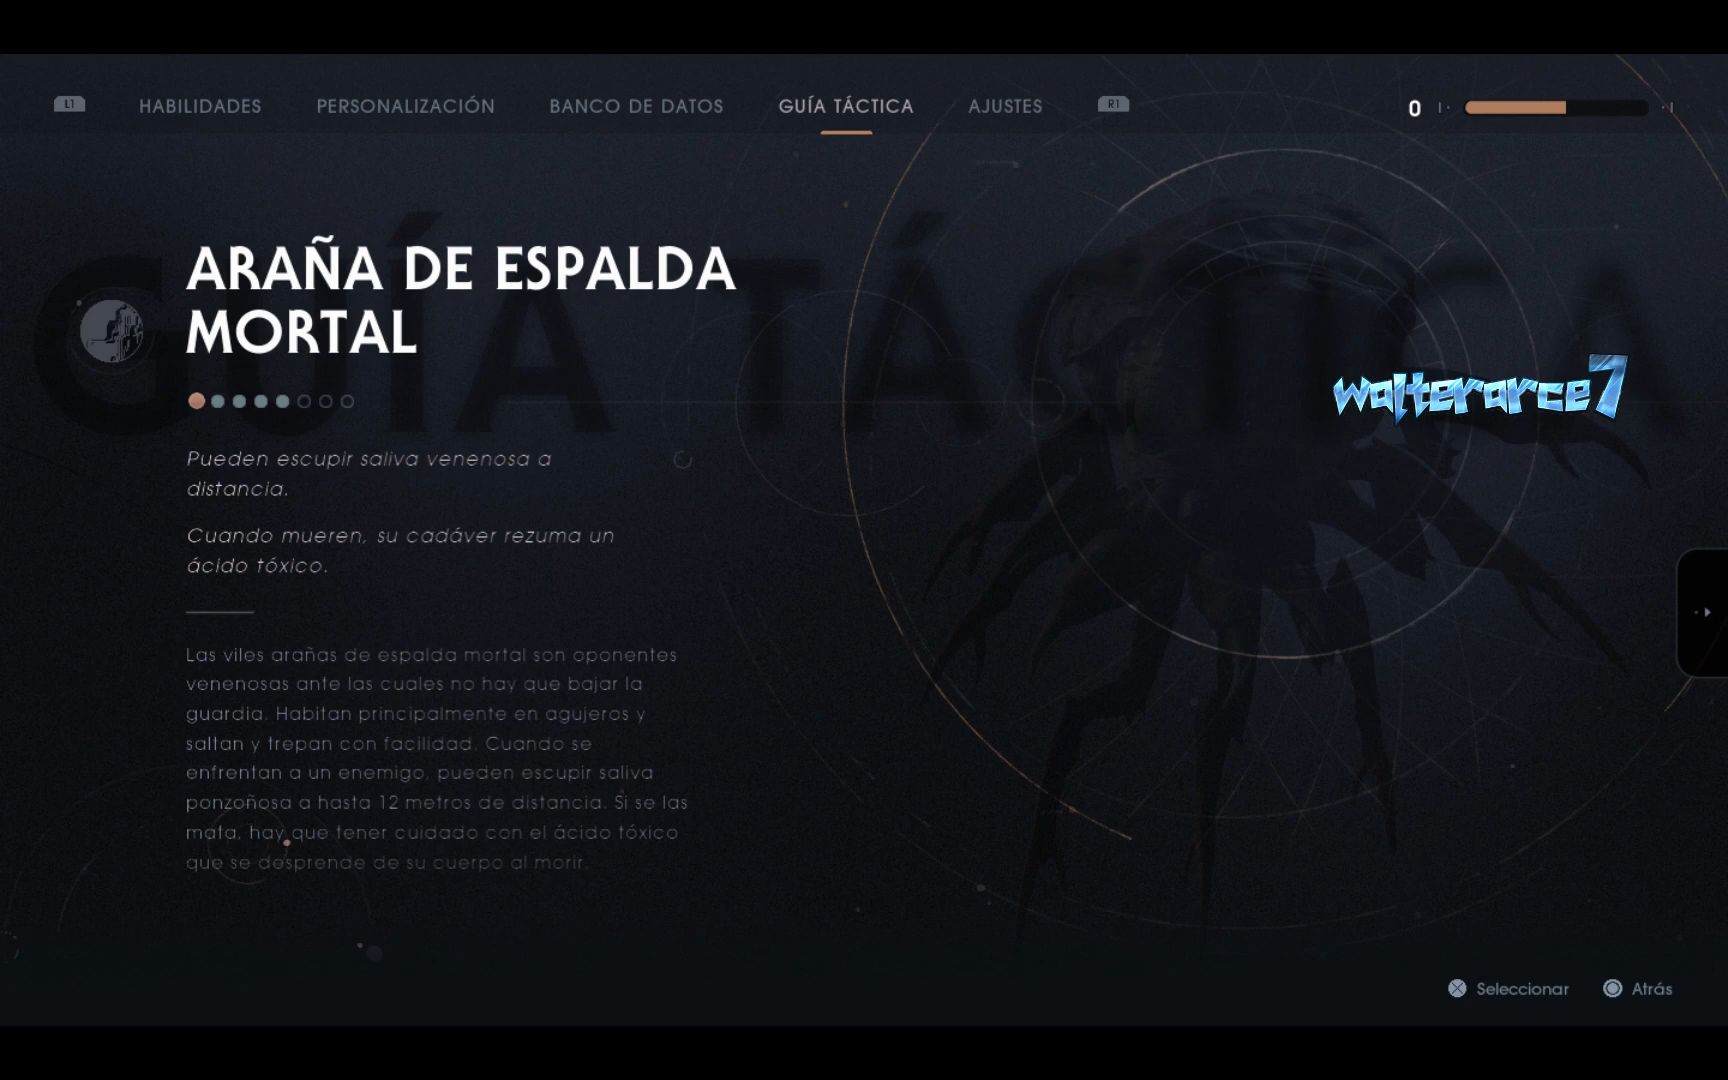 L1 HABILIDADES PERSONALIZACIÓN BANCO DE DATOS GUÍA TÁCTICA AJUSTES R1 0
GUÍA TÁCTICA
ARAÑA DE ESPALDA
MORTAL
walterarce7
Pueden escupir saliva venenosa a
distancia.
Cuando mueren, su cadáver rezuma un
ácido tóxico.
Las viles arañas de espalda mortal son oponentes
venenosas ante las cuales no hay que bajar la
guardia. Habitan principalmente en agujeros y
saltan y trepan con facilidad. Cuando se
enfrentan a un enemigo, pueden escupir saliva
ponzoñosa a hasta 12 metros de distancia. Si se las
mata, hay que tener cuidado con el ácido tóxico
que se desprende de su cuerpo al morir.
Seleccionar Atrás